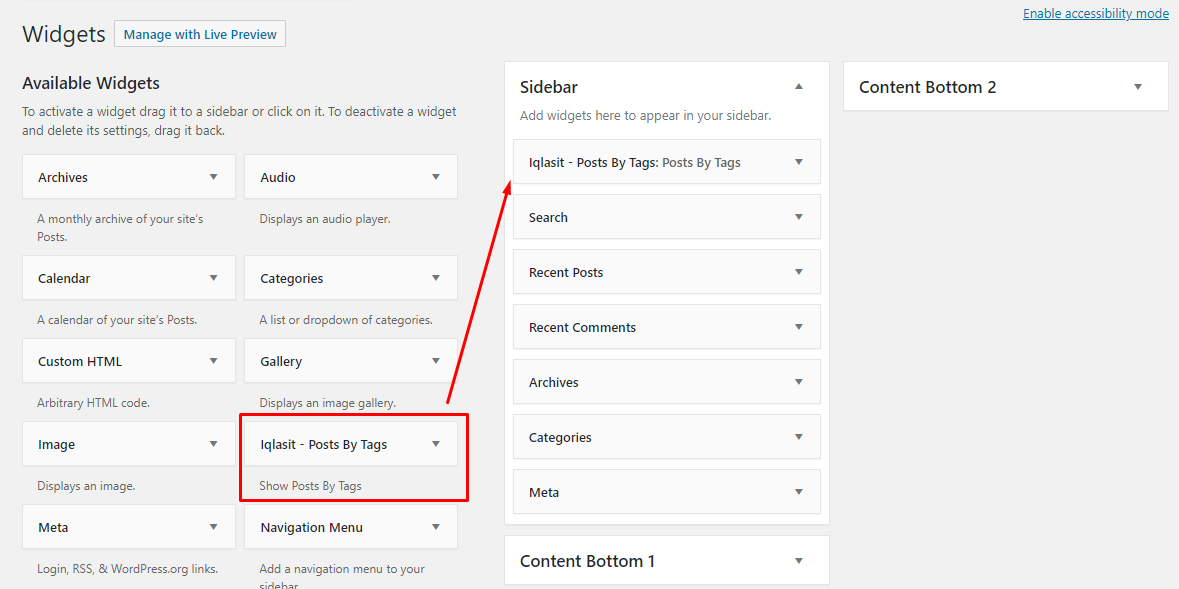 Enable accessibility mode
Widgets
Manage with Live Preview
Available Widgets
To activate a widget drag it to a sidebar or click on it. To deactivate a widget
and delete its settings, drag it back.
Archives
Audio
A monthly archive of your site's
Posts.
Displays an audio player.
Calendar
Categories
A calendar of your site's Posts.
A list or dropdown of categories.
Custom HTML
Gallery
Arbitrary HTML code.
Displays an image gallery.
Image
Iqlasit - Posts By Tags
Displays an image.
Show Posts By Tags
Meta
Navigation Menu
Login, RSS, & WordPress.org links.
Add a navigation menu to your
sidebar.
Sidebar
Add widgets here to appear in your sidebar.
Iqlasit - Posts By Tags: Posts By Tags
Search
Recent Posts
Recent Comments
Archives
Categories
Meta
Content Bottom 1
Content Bottom 2